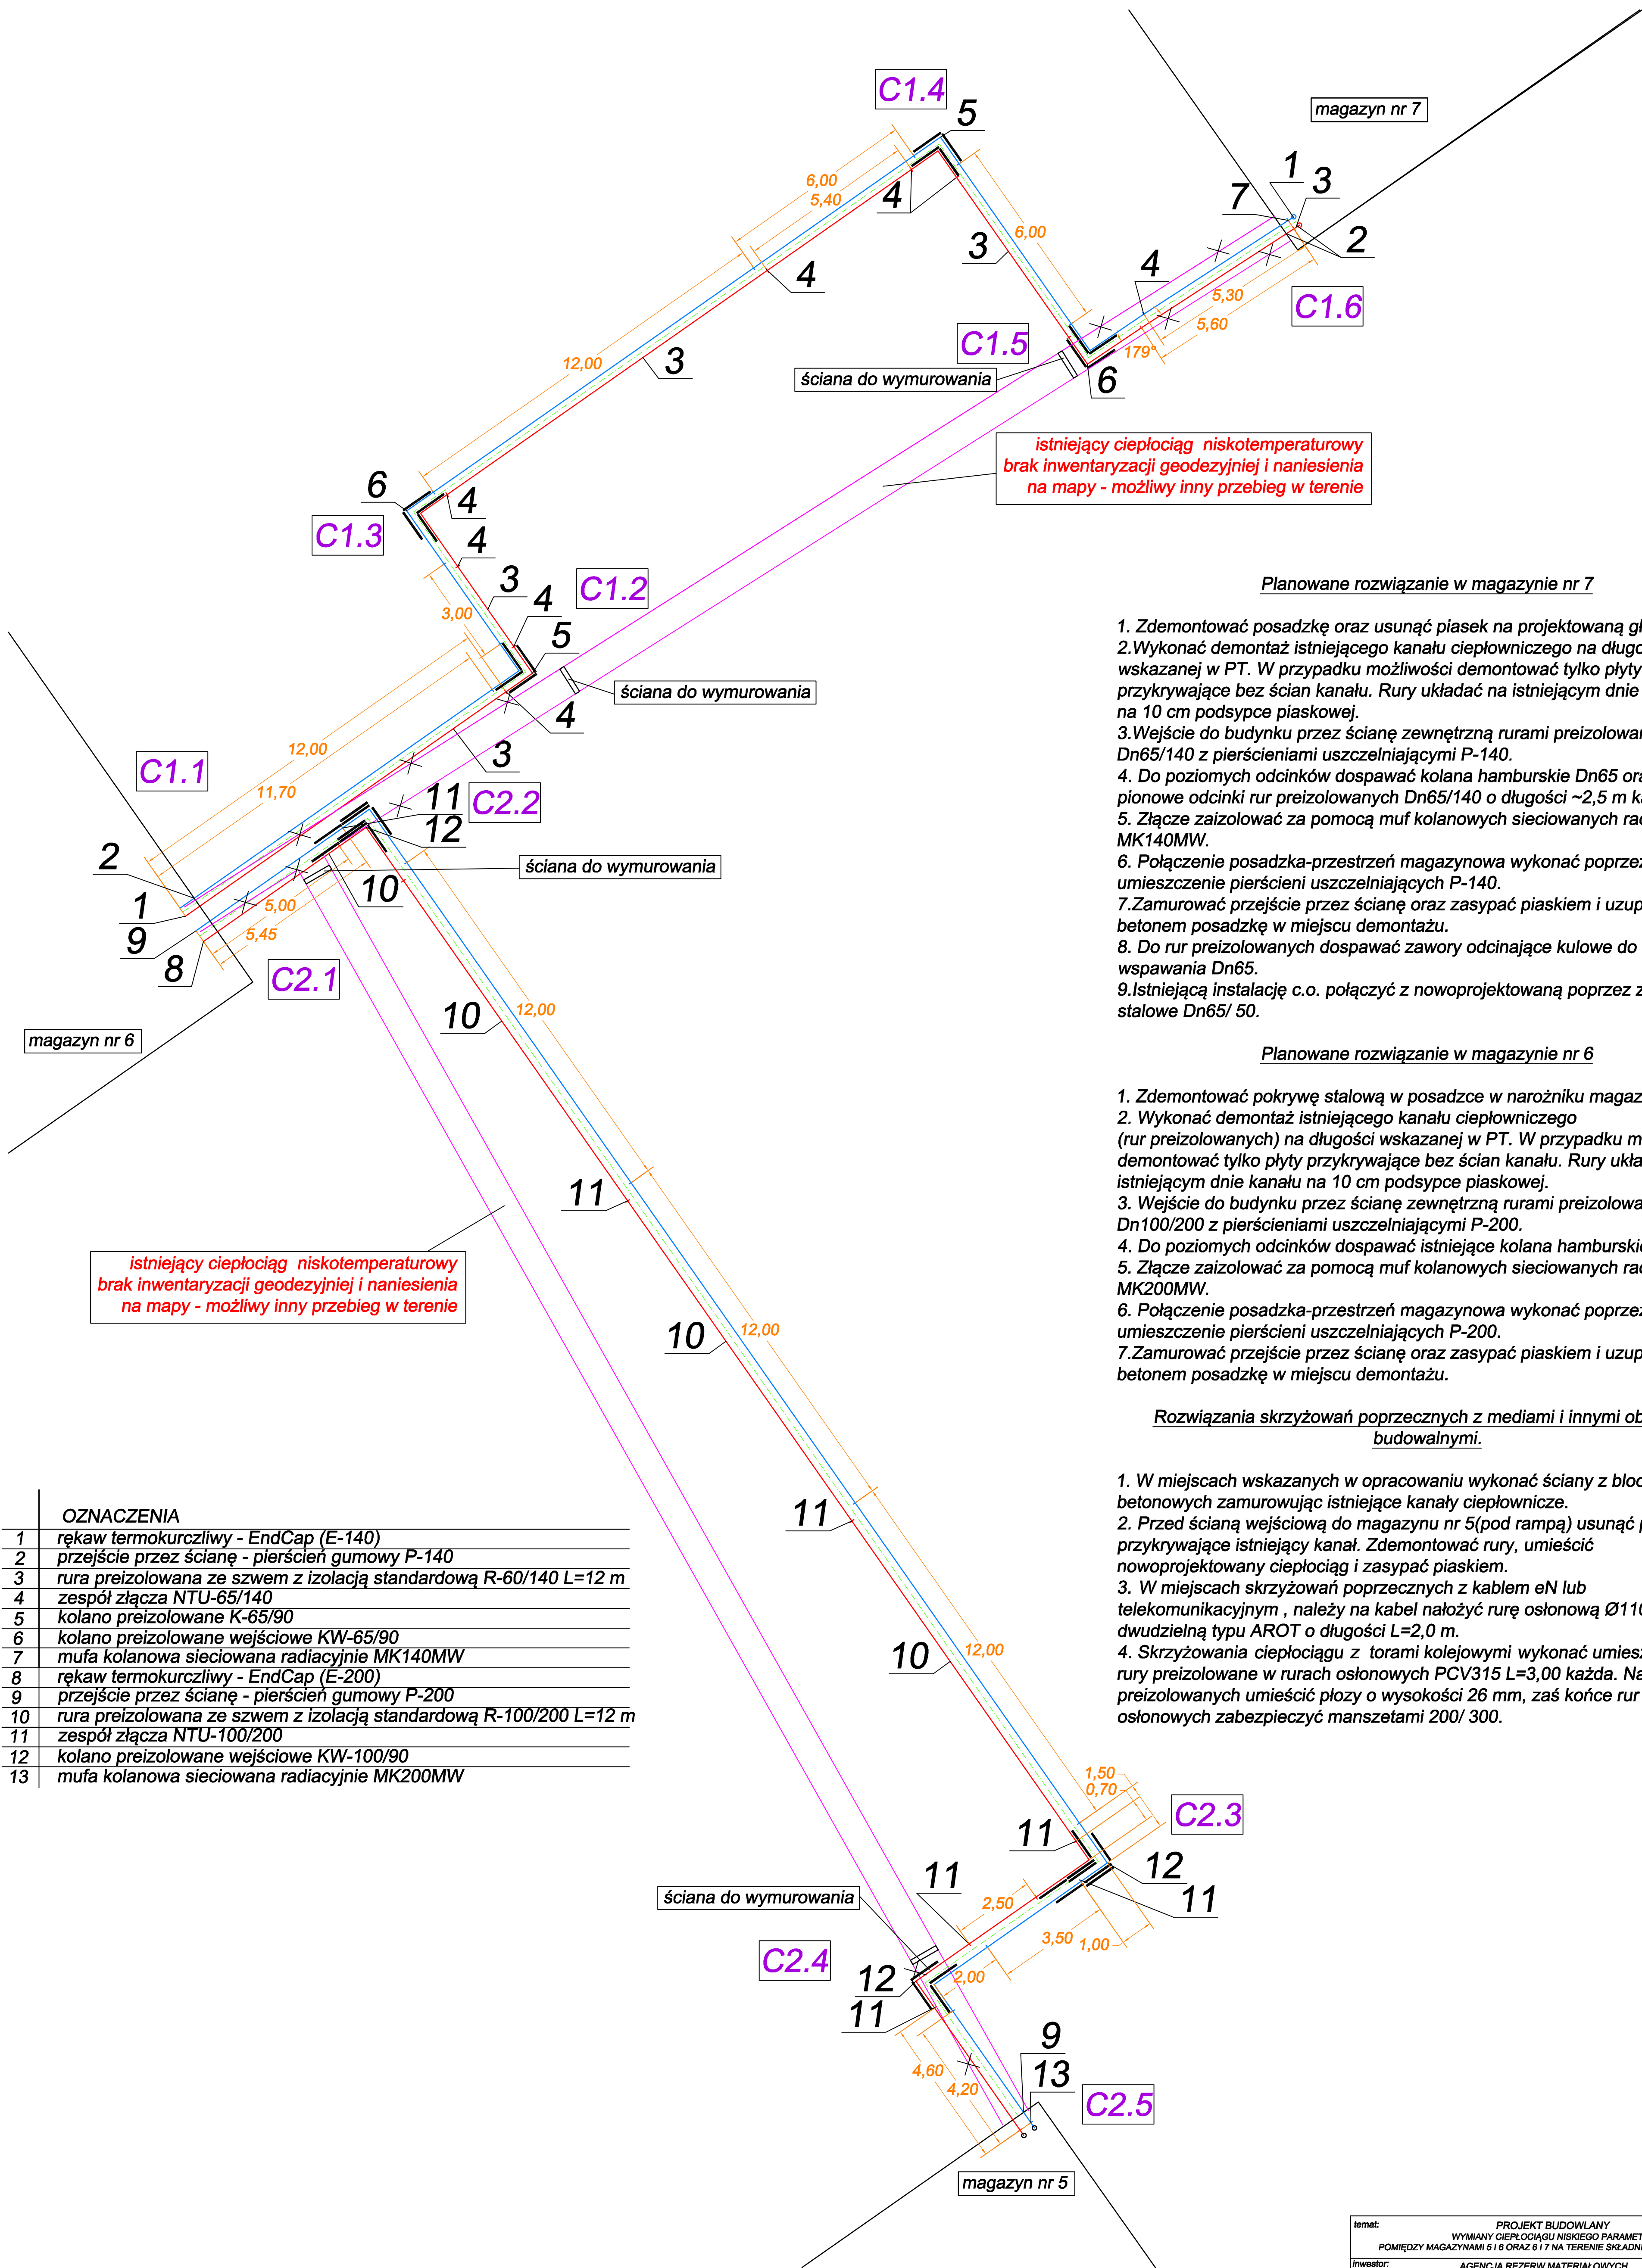 C1.4
5
magazyn nr 7
1
3
7
6,00
5,40
4
2
3
6,00
4
4
5,30
C1.6
5,60
C1.5
179°
12,00
3
ściana do wymurowania
6
istniejący ciepłociąg niskotemperaturowy
brak inwentaryzacji geodezyjniej i naniesienia
na mapy - możliwy inny przebieg w terenie
6
4
C1.3
4
3
C1.2
4
3,00
5
ściana do wymurowania
4
12,00
3
C1.1
11,70
11
C2.2
12
2
ściana do wymurowania
10
1
5,00
9
5,45
8
C2.1
magazyn nr 6
10
12,00
11
istniejący ciepłociąg niskotemperaturowy
brak inwentaryzacji geodezyjniej i naniesienia
na mapy - możliwy inny przebieg w terenie
10
12,00
11
10
12,00
1,50
0,70
C2.3
11
12
11
11
2,50
ściana do wymurowania
3,50
1,00
C2.4
12
2,00
11
9
4,60
13
4,20
C2.5
magazyn nr 5
Planowane rozwiązanie w magazynie nr 7
1. Zdemontować posadzkę oraz usunąć piasek na projektowaną
2.Wykonać demontaż istniejącego kanału ciepłowniczego na
wskazanej w PT. W przypadku możliwości demontować tylko płyty
przykrywające bez ścian kanału. Rury układać na istniejącym dnie
na 10 cm podsypce piaskowej.
3.Wejście do budynku przez ścianę zewnętrzną rurami
Dn65/140 z pierścieniami uszczelniającymi P-140.
4. Do poziomych odcinków dospawać kolana hamburskie Dn65
pionowe odcinki rur preizolowanych Dn65/140 o długości ~2,5 m
5. Złącze zaizolować za pomocą muf kolanowych sieciowanych
MK140MW.
6. Połączenie posadzka-przestrzeń magazynowa wykonać
umieszczenie pierścieni uszczelniających P-140.
7.Zamurować przejście przez ścianę oraz zasypać piaskiem i
betonem posadzkę w miejscu demontażu.
8. Do rur preizolowanych dospawać zawory odcinające kulowe do
wspawania Dn65.
9.Istniejącą instalację c.o. połączyć z nowoprojektowaną poprzez
stalowe Dn65/ 50.
Planowane rozwiązanie w magazynie nr 6
1. Zdemontować pokrywę stalową w posadzce w narożniku
2. Wykonać demontaż istniejącego kanału ciepłowniczego
(rur preizolowanych) na długości wskazanej w PT. W przypadku
demontować tylko płyty przykrywające bez ścian kanału. Rury
istniejącym dnie kanału na 10 cm podsypce piaskowej.
3. Wejście do budynku przez ścianę zewnętrzną rurami
Dn100/200 z pierścieniami uszczelniającymi P-200.
4. Do poziomych odcinków dospawać istniejące kolana
5. Złącze zaizolować za pomocą muf kolanowych sieciowanych
MK200MW.
6. Połączenie posadzka-przestrzeń magazynowa wykonać
umieszczenie pierścieni uszczelniających P-200.
7.Zamurować przejście przez ścianę oraz zasypać piaskiem i
betonem posadzkę w miejscu demontażu.
Rozwiązania skrzyżowań poprzecznych z mediami i innymi
budowalnymi.
1. W miejscach wskazanych w opracowaniu wykonać ściany z
betonowych zamurowując istniejące kanały ciepłownicze.
2. Przed ścianą wejściową do magazynu nr 5(pod rampą) usunąć
przykrywające istniejący kanał. Zdemontować rury, umieścić
nowoprojektowany ciepłociąg i zasypać piaskiem.
3. W miejscach skrzyżowań poprzecznych z kablem eN lub
telekomunikacyjnym , należy na kabel nałożyć rurę osłonową Ø110
dwudzielną typu AROT o długości L=2,0 m.
4. Skrzyżowania ciepłociągu z torami kolejowymi wykonać
rury preizolowane w rurach osłonowych PCV315 L=3,00 każda. Na
preizolowanych umieścić płozy o wysokości 26 mm, zaś końce rur
osłonowych zabezpieczyć manszetami 200/ 300.
OZNACZENIA
1 rękaw termokurczliwy - EndCap (E-140)
2 przejście przez ścianę - pierścień gumowy P-140
3 rura preizolowana ze szwem z izolacją standardową R-60/140 L=12 m
4 zespół złącza NTU-65/140
5 kolano preizolowane K-65/90
6 kolano preizolowane wejściowe KW-65/90
7 mufa kolanowa sieciowana radiacyjnie MK140MW
8 rękaw termokurczliwy - EndCap (E-200)
9 przejście przez ścianę - pierścień gumowy P-200
10 rura preizolowana ze szwem z izolacją standardową R-100/200 L=12 m
11 zespół złącza NTU-100/200
12 kolano preizolowane wejściowe KW-100/90
13 mufa kolanowa sieciowana radiacyjnie MK200MW
temat: PROJEKT BUDOWLANY
WYMIANY CIEPŁOCIĄGU NISKIEGO
POMIĘDZY MAGAZYNAMI 5 I 6 ORAZ 6 I 7 NA TERENIE
inwestor: AGENCJA REZERW MATERIAŁOWYCH